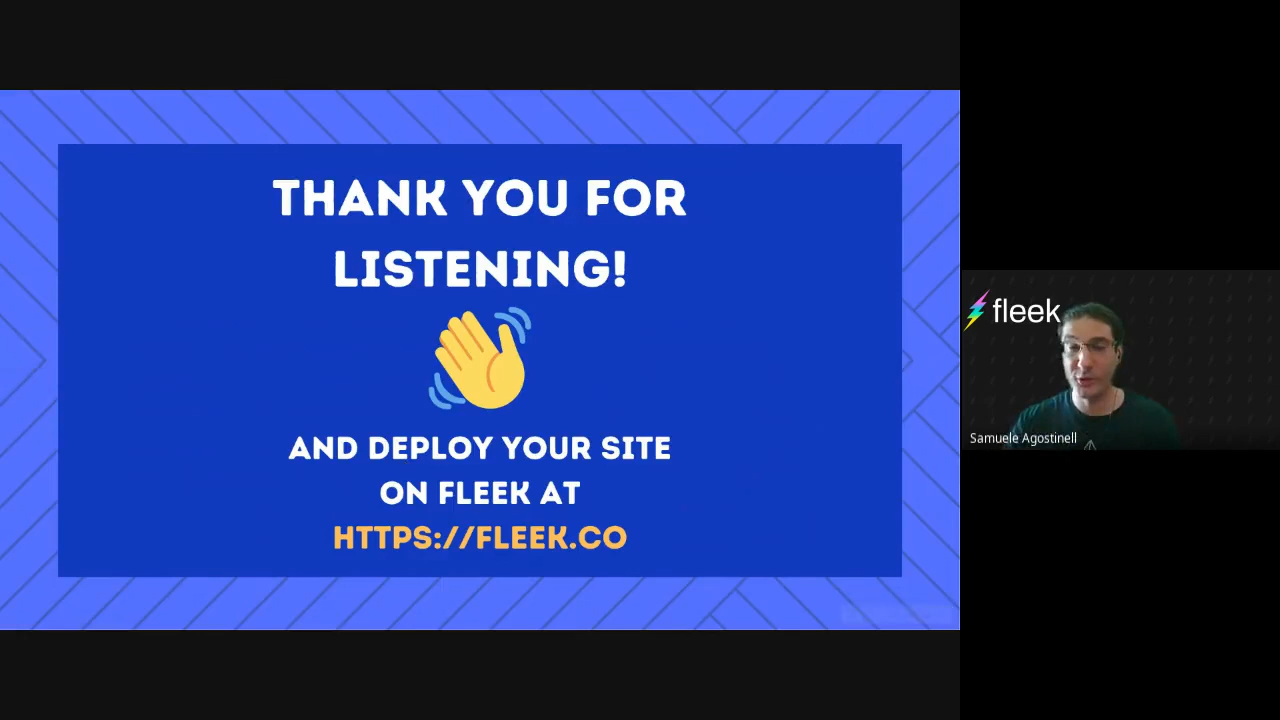 THANK YOU FOR
LISTENING!
AND DEPLOY YOUR SITE
ON FLEEK AT
HTTPS://FLEEK.CO
fleek
Samuele Agostinell